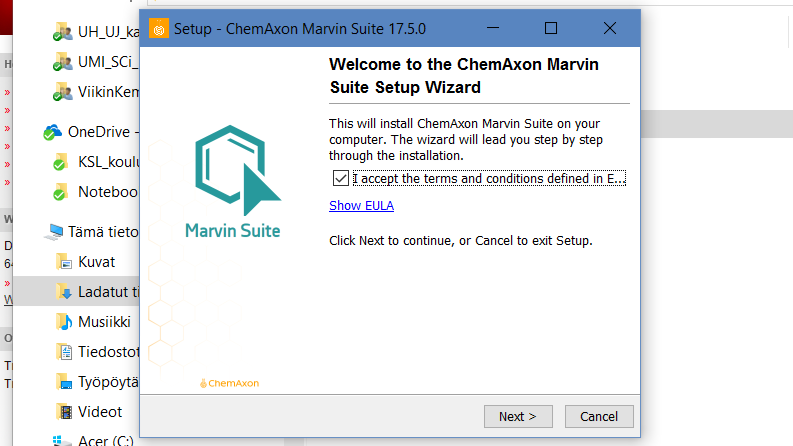 UH_UJ_ka
UMI_SCi_
ViikinKem
OneDrive -
KSL_koulu
Noteboo
Tämä tieto
Kuvat
Ladatut ti
Musiikki
Tiedostot
Työpöytä
Videot
Acer (C:)
Setup - ChemAxon Marvin Suite 17.5.0
Marvin Suite
ChemAxon
Welcome to the ChemAxon Marvin
Suite Setup Wizard
This will install ChemAxon Marvin Suite on your
computer. The wizard will lead you step by step
through the installation.
I accept the terms and conditions defined in E...
Show EULA
Click Next to continue, or Cancel to exit Setup.
Next >
Cancel